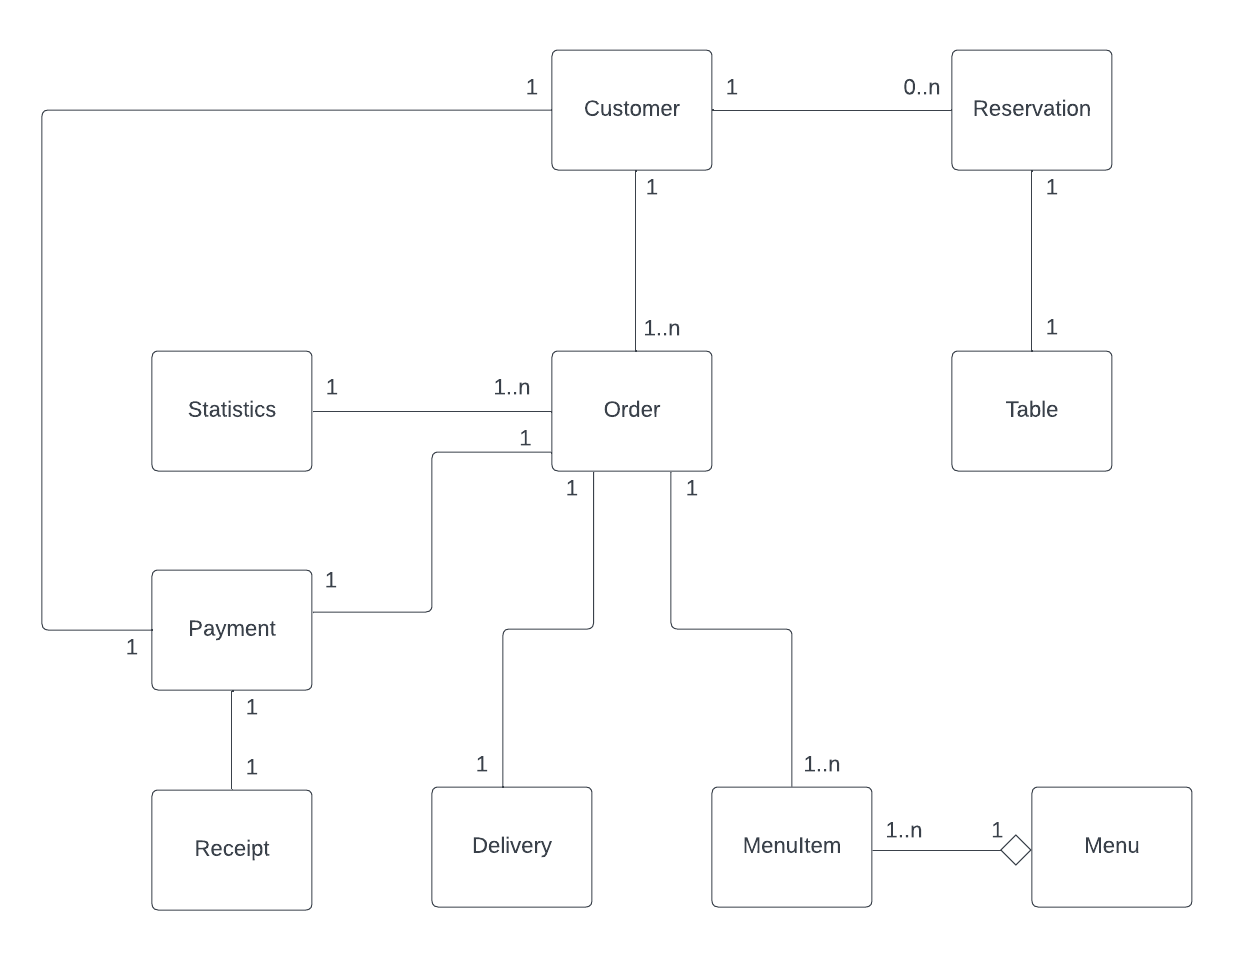 1
1
0..n
Customer
Reservation
1
1
1..n
1
1
1..n
Statistics
Order
Table
1
1
1
1
Payment
1
1
1
1
1..n
Receipt
Delivery
MenuItem
1..n
1
Menu